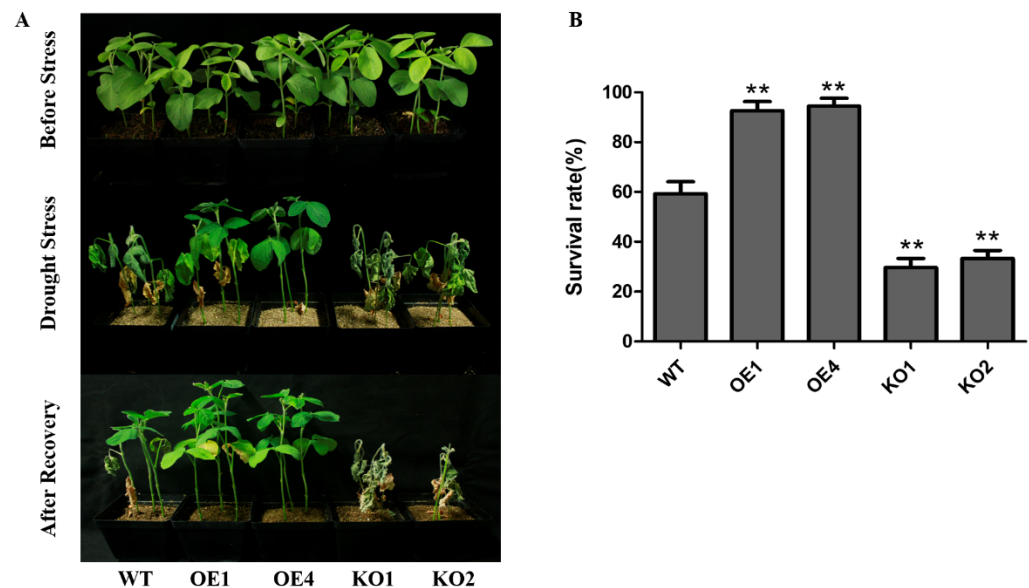 A
Before Stress
Drought Stress
After Recovery
WT OE1 OE4 KO1 KO2
B
Survival rate(%)
100
80
60
40
20
0
** ** ** **
WT OE1 OE4 KO1 KO2